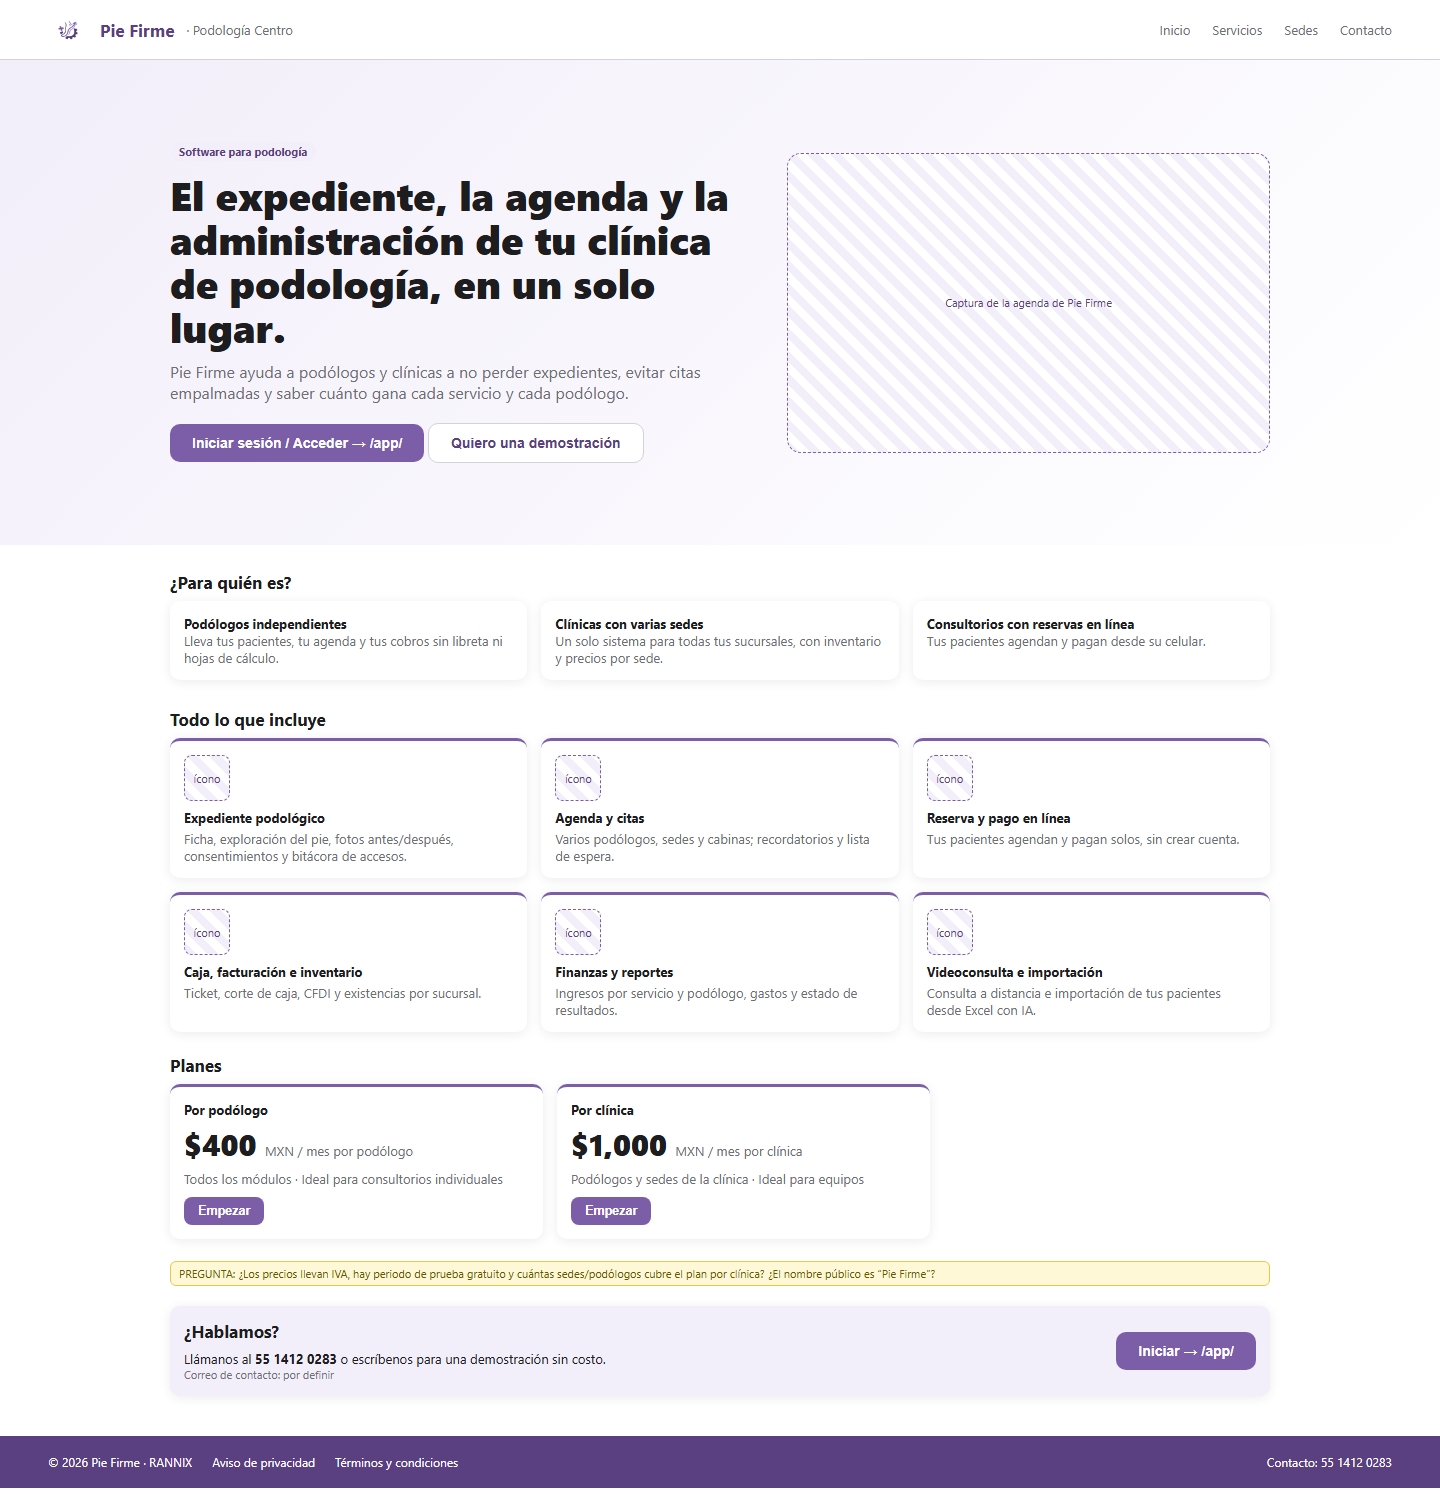 Pie Firme · Podología Centro
Inicio Servicios Sedes Contacto
Software para podología
El expediente, la agenda y la
administración de tu clínica
de podología, en un solo
lugar.
Pie Firme ayuda a podólogos y clínicas a no perder expedientes, evitar citas
empalmadas y saber cuánto gana cada servicio y cada podólogo.
Iniciar sesión / Acceder → /app/
Quiero una demostración
Captura de la agenda de Pie Firme
¿Para quién es?
Podólogos independientes
Lleva tus pacientes, tu agenda y tus cobros sin libreta ni
hojas de cálculo.
Clínicas con varias sedes
Un solo sistema para todas tus sucursales, con inventario
y precios por sede.
Consultorios con reservas en línea
Tus pacientes agendan y pagan desde su celular.
Todo lo que incluye
ícono
Expediente podológico
Ficha, exploración del pie, fotos antes/después,
consentimientos y bitácora de accesos.
ícono
Agenda y citas
Varios podólogos, sedes y cabinas; recordatorios y lista
de espera.
ícono
Reserva y pago en línea
Tus pacientes agendan y pagan solos, sin crear cuenta.
ícono
Caja, facturación e inventario
Ticket, corte de caja, CFDI y existencias por sucursal.
ícono
Finanzas y reportes
Ingresos por servicio y podólogo, gastos y estado de
resultados.
ícono
Videoconsulta e importación
Consulta a distancia e importación de tus pacientes
desde Excel con IA.
Planes
Por podólogo
$400 MXN / mes por podólogo
Todos los módulos · Ideal para consultorios individuales
Empezar
Por clínica
$1,000 MXN / mes por clínica
Podólogos y sedes de la clínica · Ideal para equipos
Empezar
PREGUNTA: ¿Los precios llevan IVA, hay periodo de prueba gratuito y cuántas sedes/podólogos cubre el plan por clínica? ¿El nombre público es “Pie Firme”?
¿Hablamos?
Llámanos al 55 1412 0283 o escríbenos para una demostración sin costo.
Correo de contacto: por definir
Iniciar → /app/
© 2026 Pie Firme · RANNIX Aviso de privacidad Términos y condiciones
Contacto: 55 1412 0283